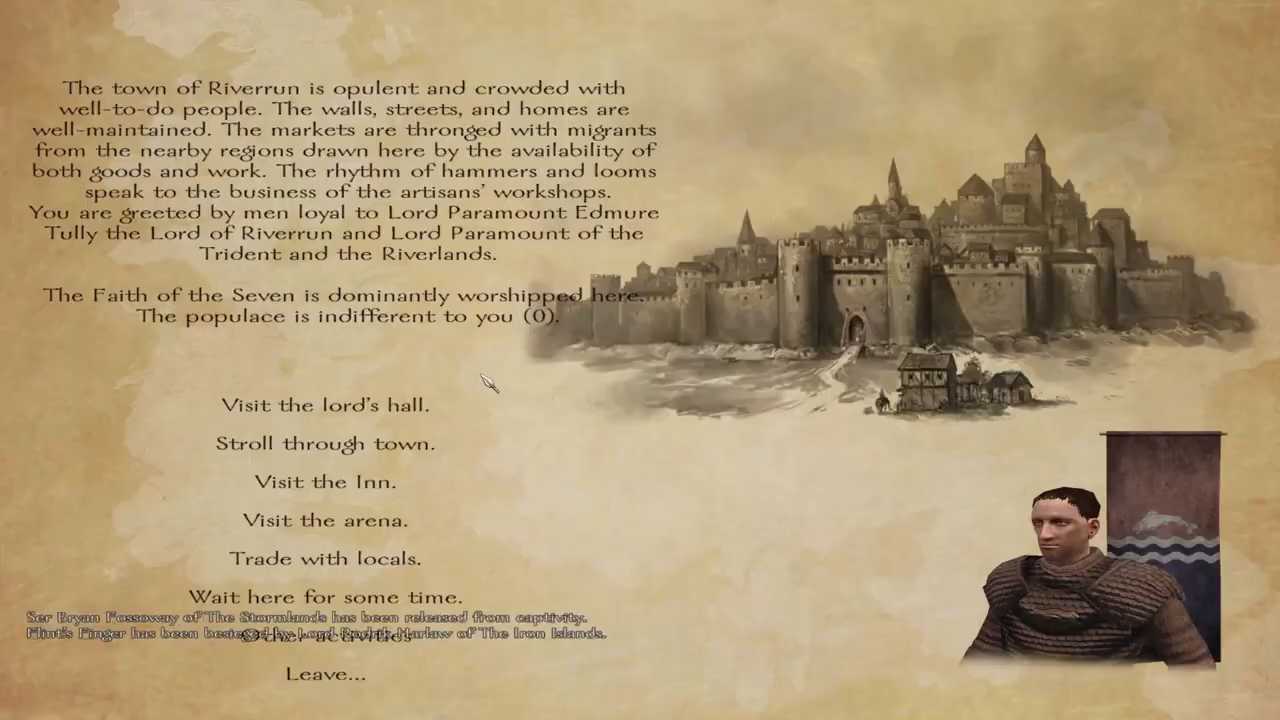 The town of Riverrun is opulent and crowded with
well-to-do people. The walls, streets, and homes are
well-maintained. The markets are thronged with migrants
from the nearby regions drawn here by the availability of
both goods and work. The rhythm of hammers and looms
speak to the business of the artisans' workshops.
You are greeted by men loyal to Lord Paramount Edmure
Tully the Lord of Riverrun and Lord Paramount of the
Trident and the Riverlands.
The Faith of the Seven is dominantly worshipped here.
The populace is indifferent to you (0).
Visit the lord's hall.
Stroll through town.
Visit the Inn.
Visit the arena.
Trade with locals.
Wait here for some time.
Ser Bryan Fossoway of The Stormlands has been released from captivity.
Flint's Finger has been besieged by Lord Rodrik Harlaw of The Iron Islands.
Other activities
Leave...